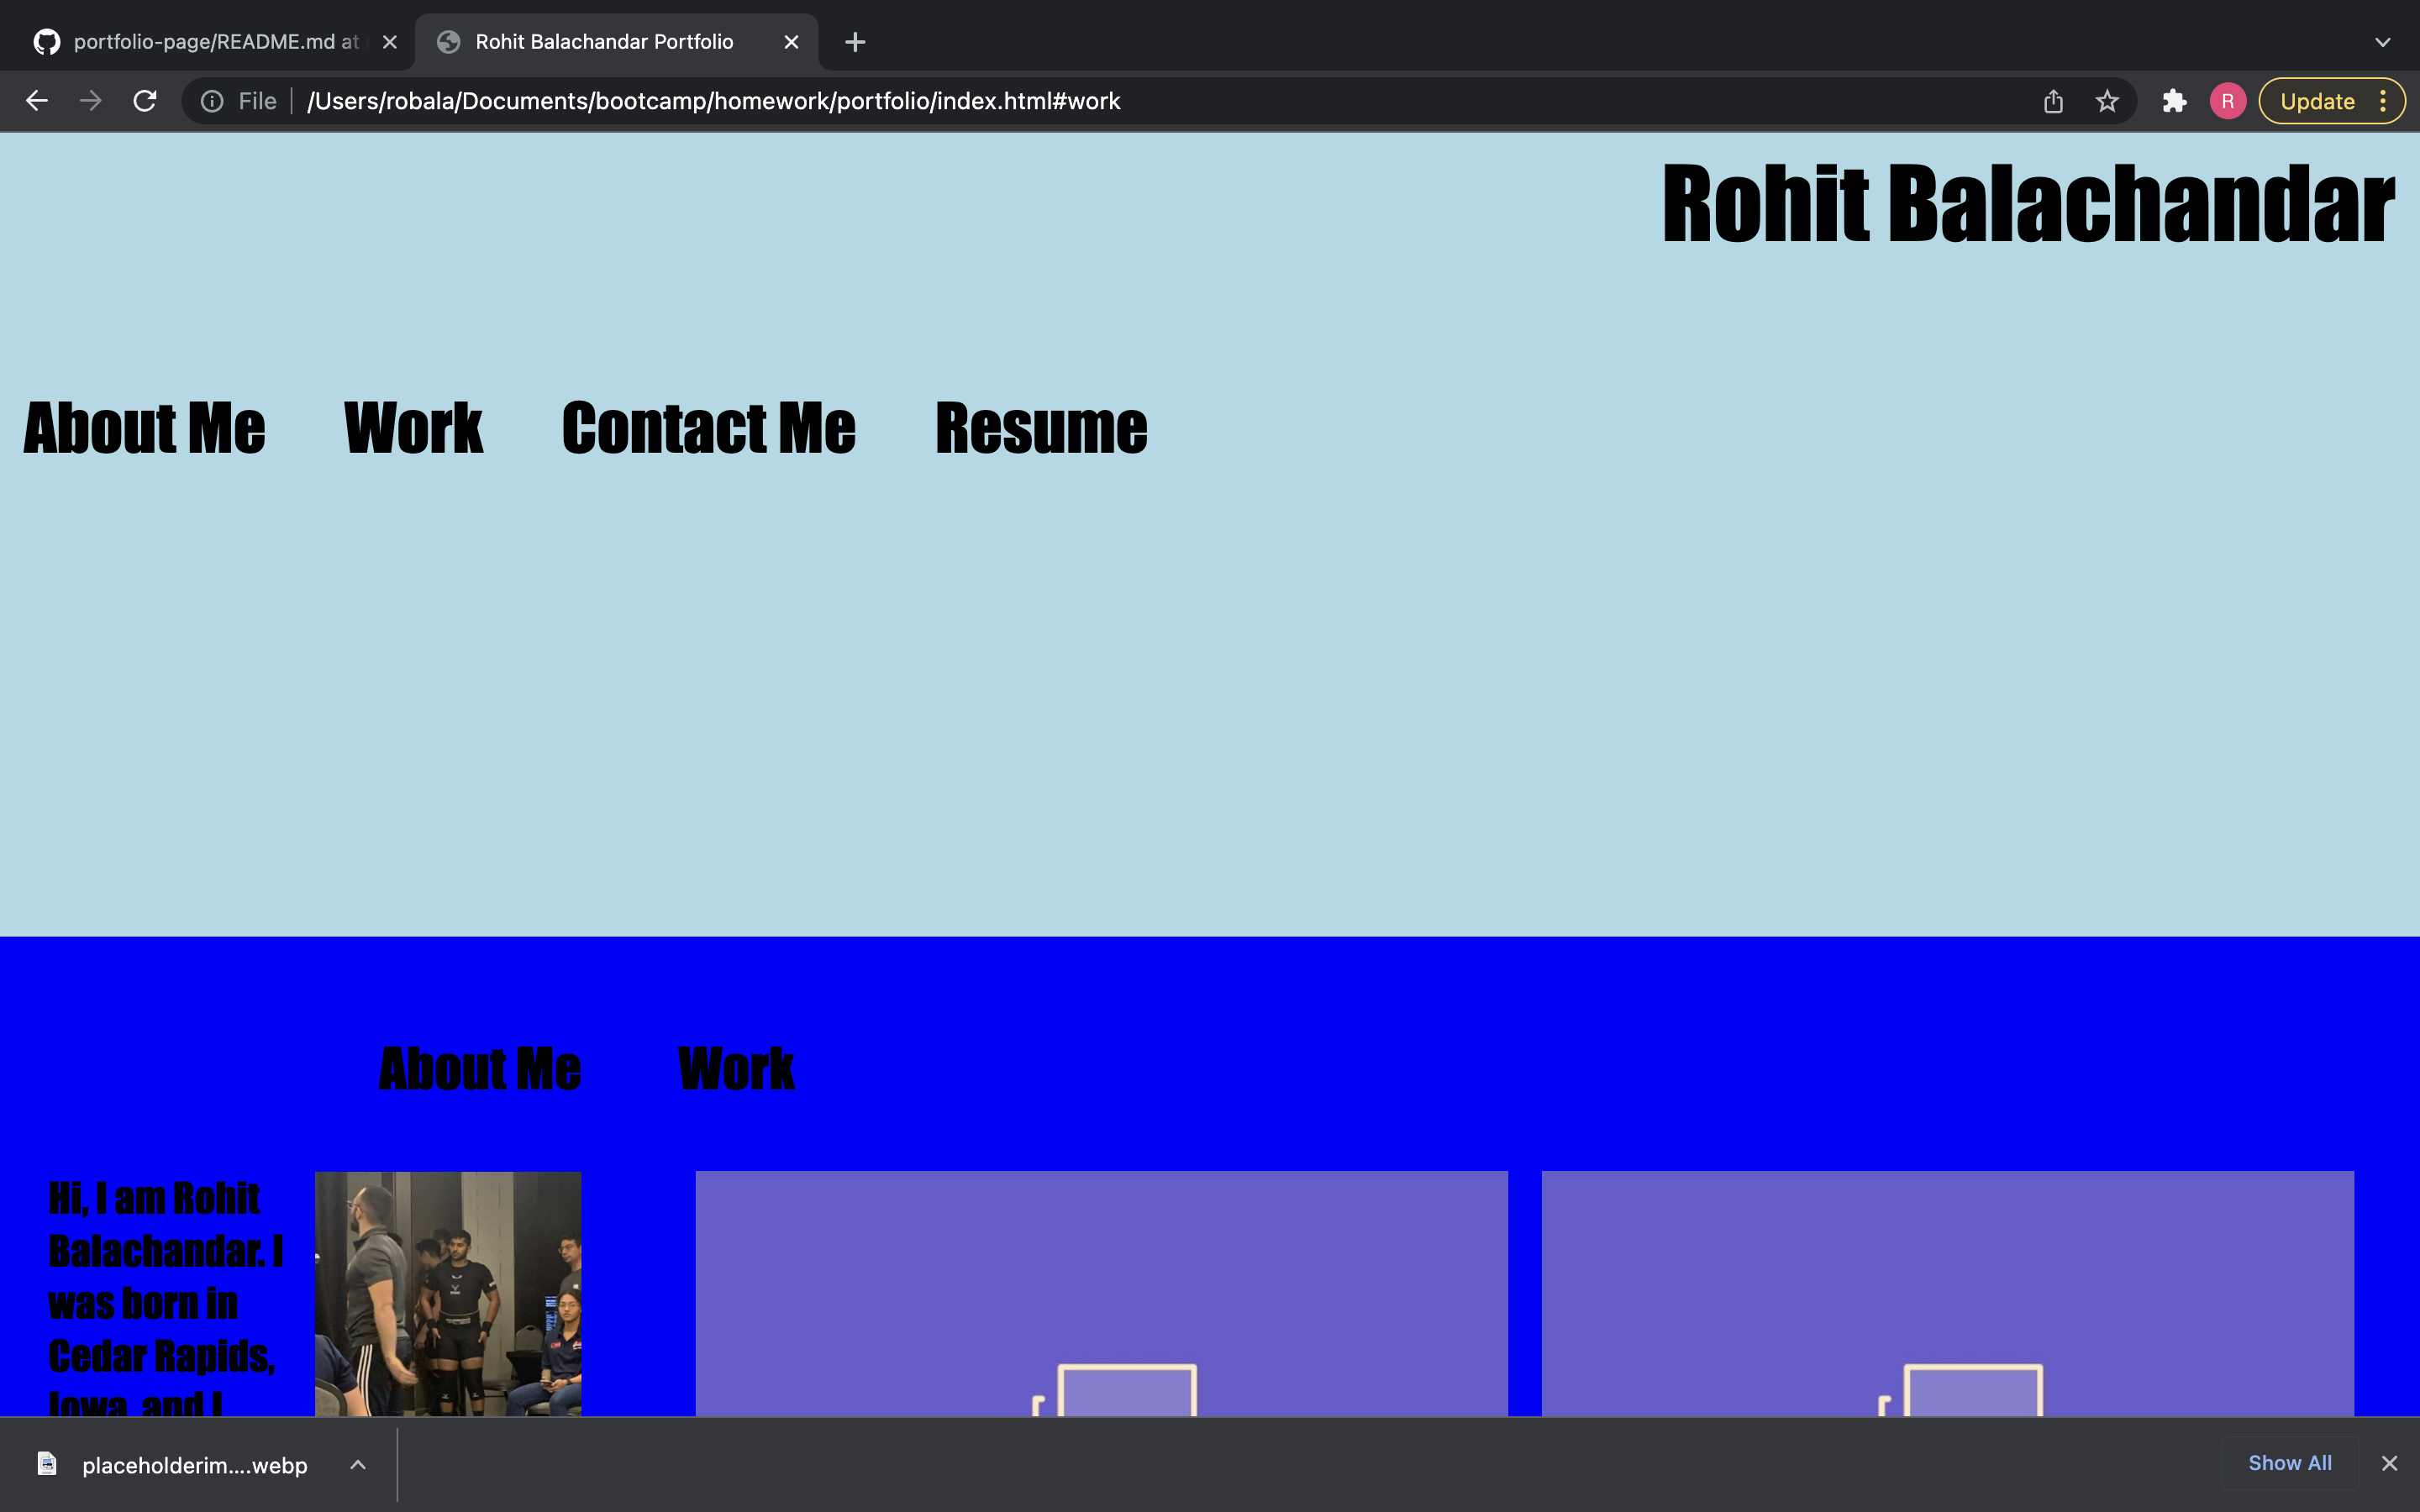 portfolio-page/README.md at
Rohit Balachandar Portfolio
File
/Users/robala/Documents/bootcamp/homework/portfolio/index.html#work
R
Update
Rohit Balachandar
About Me Work Contact Me Resume
About Me Work
Hi, I am Rohit
Balachandar. I
was born in
Cedar Rapids,
Iowa, and I
placeholderim....webp
Show All